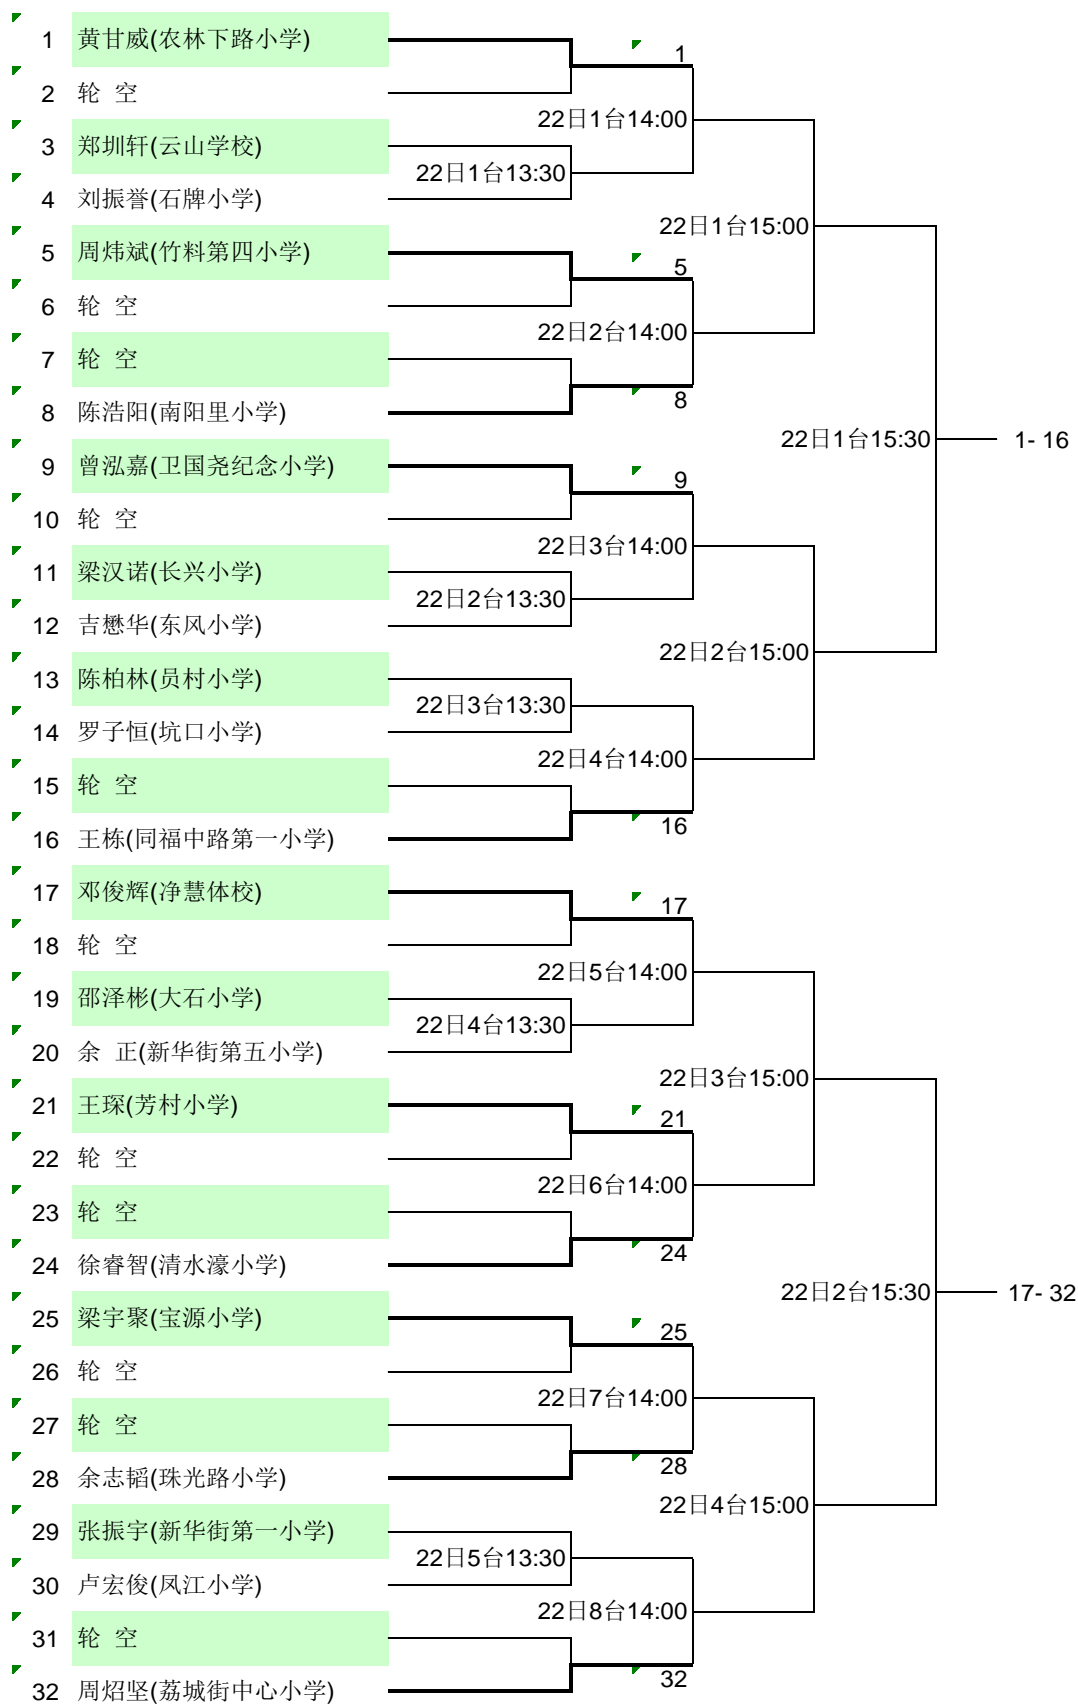 1 黄甘威(农林下路小学)
1
2 轮 空
22日1台14:00
3 郑圳轩(云山学校)
22日1台13:30
4 刘振誉(石牌小学)
22日1台15:00
5 周炜斌(竹料第四小学)
5
6 轮 空
22日2台14:00
7 轮 空
8
8 陈浩阳(南阳里小学)
22日1台15:30 1- 16
9 曾泓嘉(卫国尧纪念小学)
9
10 轮 空
22日3台14:00
11 梁汉诺(长兴小学)
22日2台13:30
12 吉懋华(东风小学)
22日2台15:00
13 陈柏林(员村小学)
22日3台13:30
14 罗子恒(坑口小学)
22日4台14:00
15 轮 空
16
16 王栋(同福中路第一小学)
17 邓俊辉(净慧体校)
17
18 轮 空
22日5台14:00
19 邵泽彬(大石小学)
22日4台13:30
20 余 正(新华街第五小学)
22日3台15:00
21 王琛(芳村小学)
21
22 轮 空
22日6台14:00
23 轮 空
24
24 徐睿智(清水濠小学)
22日2台15:30 17- 32
25 梁宇聚(宝源小学)
25
26 轮 空
22日7台14:00
27 轮 空
28
28 余志韬(珠光路小学)
22日4台15:00
29 张振宇(新华街第一小学)
22日5台13:30
30 卢宏俊(凤江小学)
22日8台14:00
31 轮 空
32
32 周炤坚(荔城街中心小学)